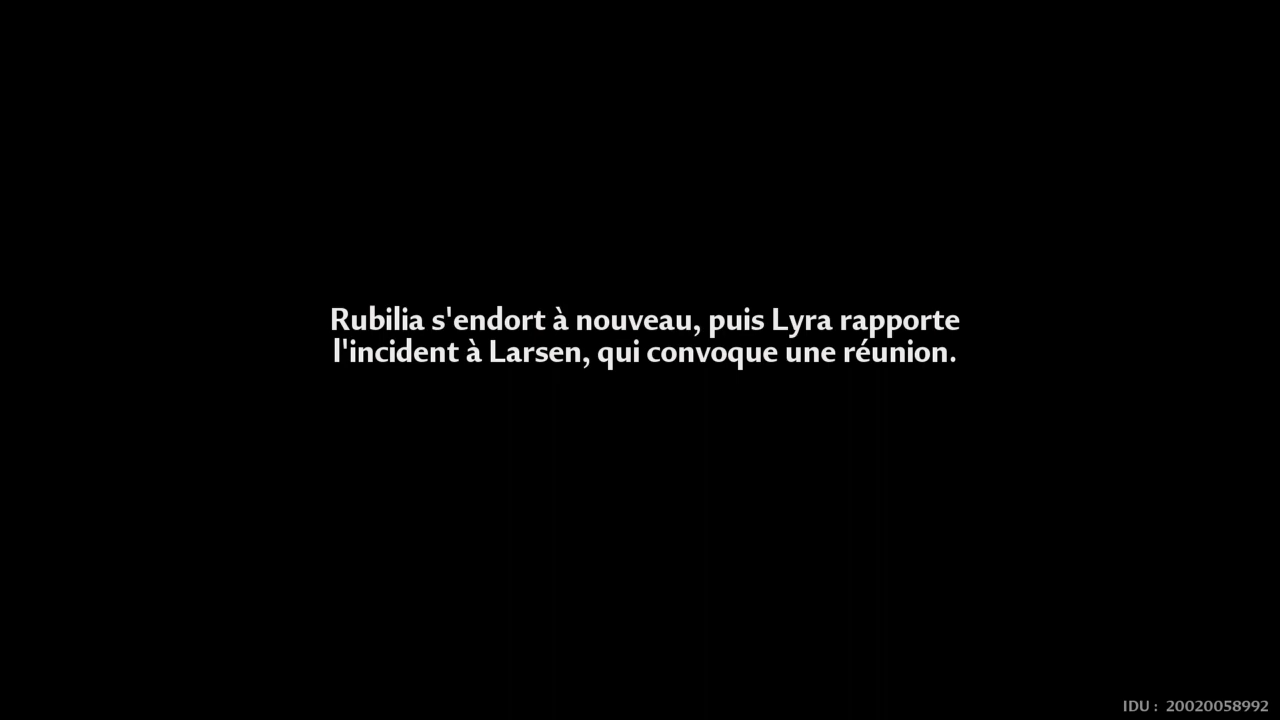 Rubilia s'endort à nouveau, puis Lyra rapporte
l'incident à Larsen, qui convoque une réunion.
IDU : 20020058992